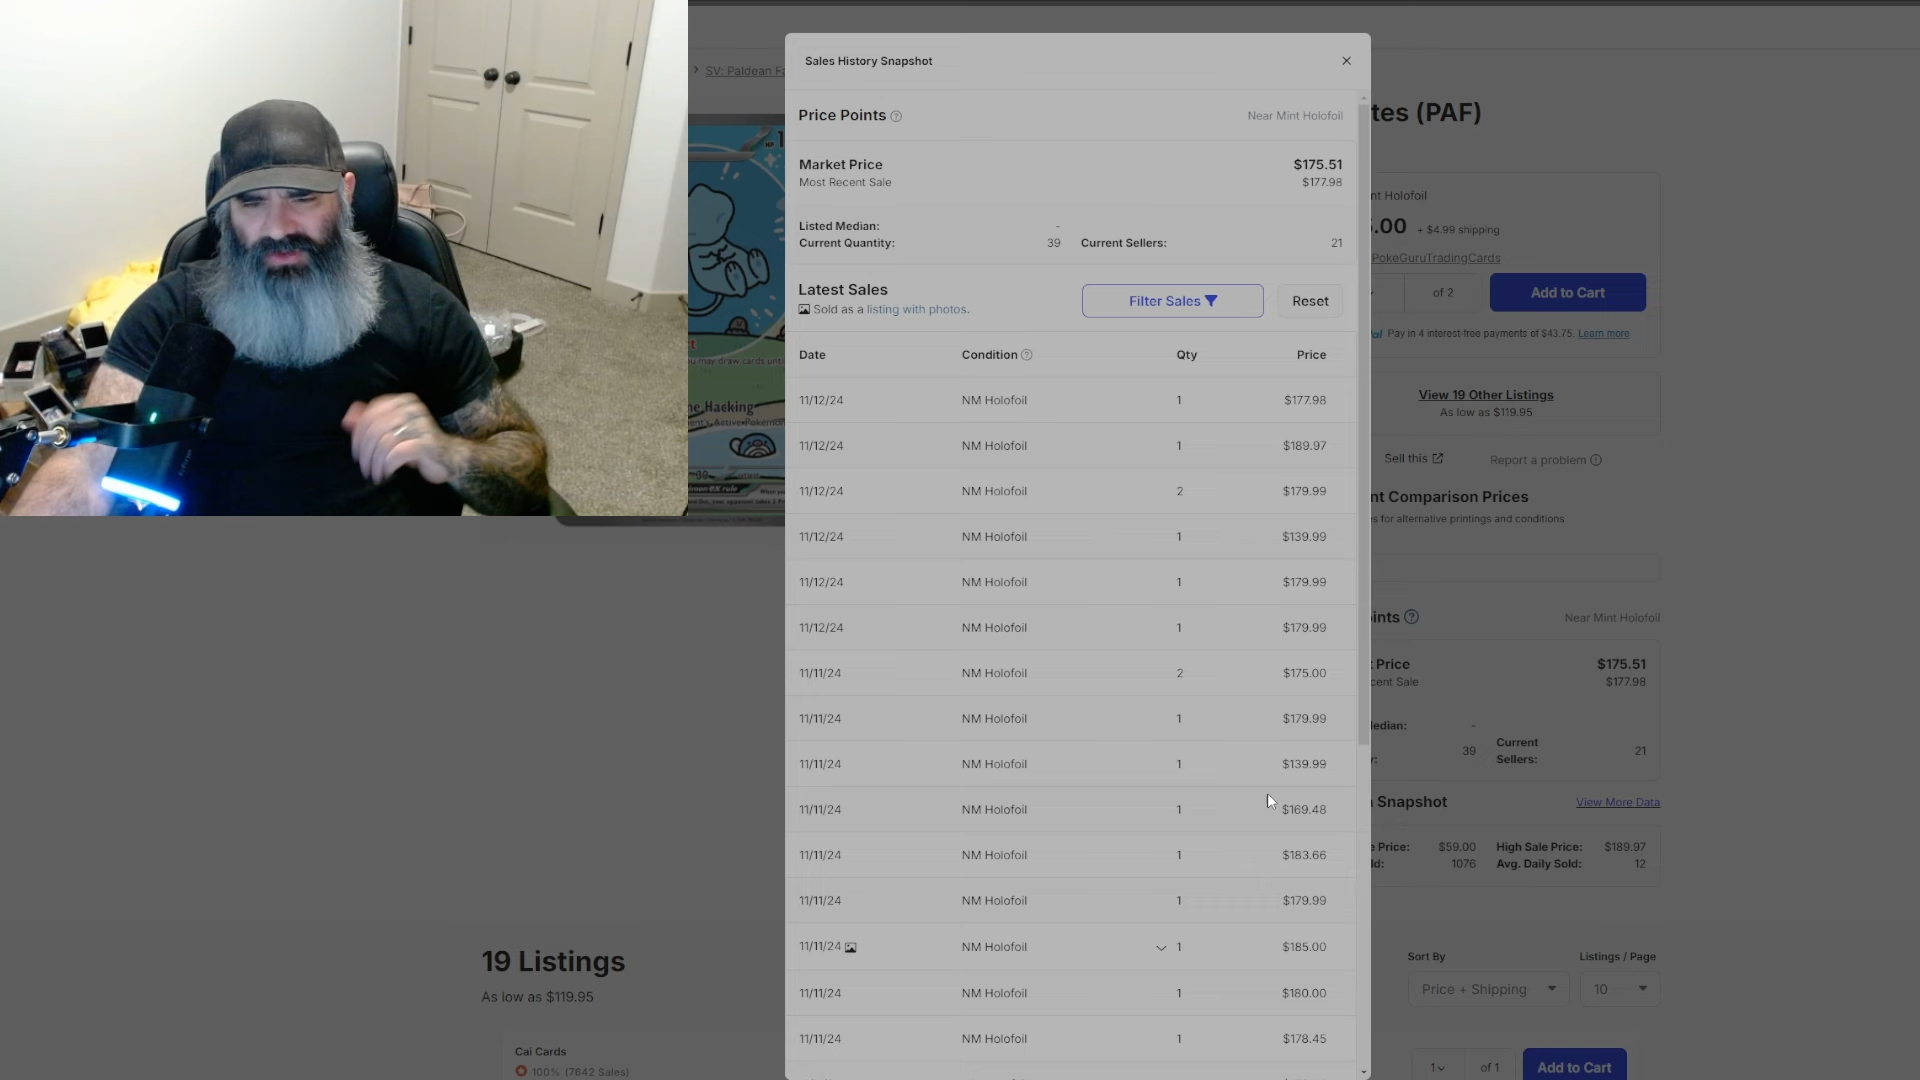 SV: Paldean Fa
tes (PAF)
Sales History Snapshot
Price Points
Near Mint Holofoil
Market Price
$175.51
Most Recent Sale
$177.98
Listed Median:
-
Current Quantity:
39
Current Sellers:
21
Latest Sales
Sold as a listing with photos.
Filter Sales
Reset
Date
Condition
Qty
Price
11/12/24 NM Holofoil 1 $177.98
11/12/24 NM Holofoil 1 $189.97
11/12/24 NM Holofoil 2 $179.99
11/12/24 NM Holofoil 1 $139.99
11/12/24 NM Holofoil 1 $179.99
11/12/24 NM Holofoil 1 $179.99
11/11/24 NM Holofoil 2 $175.00
11/11/24 NM Holofoil 1 $179.99
11/11/24 NM Holofoil 1 $139.99
11/11/24 NM Holofoil 1 $169.48
11/11/24 NM Holofoil 1 $183.66
11/11/24 NM Holofoil 1 $179.99
11/11/24 NM Holofoil 1 $185.00
11/11/24 NM Holofoil 1 $180.00
11/11/24 NM Holofoil 1 $178.45
nt Holofoil
.00 + $4.99 shipping
PokeGuruTradingCards
of 2
Add to Cart
Pay in 4 interest-free payments of $43.75. Learn more
View 19 Other Listings
As low as $119.95
Sell this
Report a problem
nt Comparison Prices
s for alternative printings and conditions
ints
Near Mint Holofoil
Price
$175.51
cent Sale
$177.98
edian:
-
39
Current Sellers:
21
Snapshot
View More Data
e Price: $59.00 High Sale Price: $189.97
ld: 1076 Avg. Daily Sold: 12
may draw cards until
ne Hacking
ent's Active Pokémon
19 Listings
As low as $119.95
Sort By
Listings / Page
Price + Shipping
10
Cai Cards
100% (7642 Sales)
1
of 1
Add to Cart